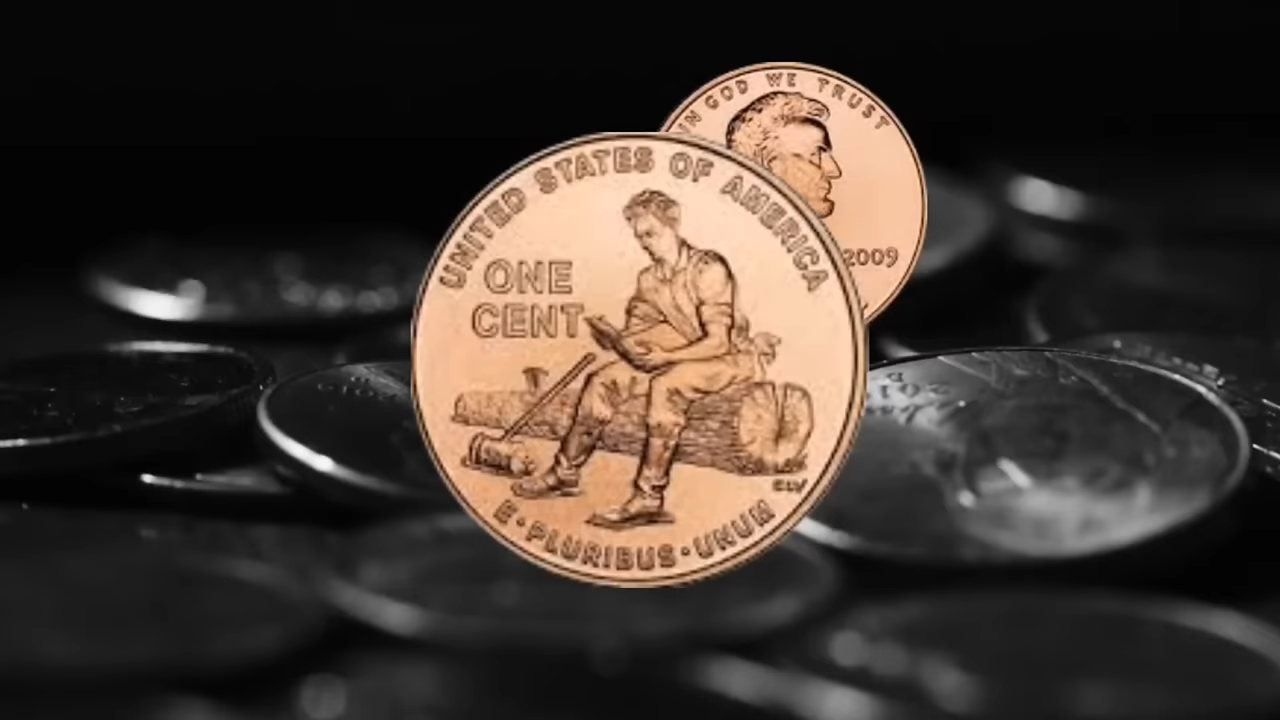 IN GOD WE TRUST
2009
UNITED STATES OF AMERICA
ONE
CENT
E·PLURIBUS·UNUM